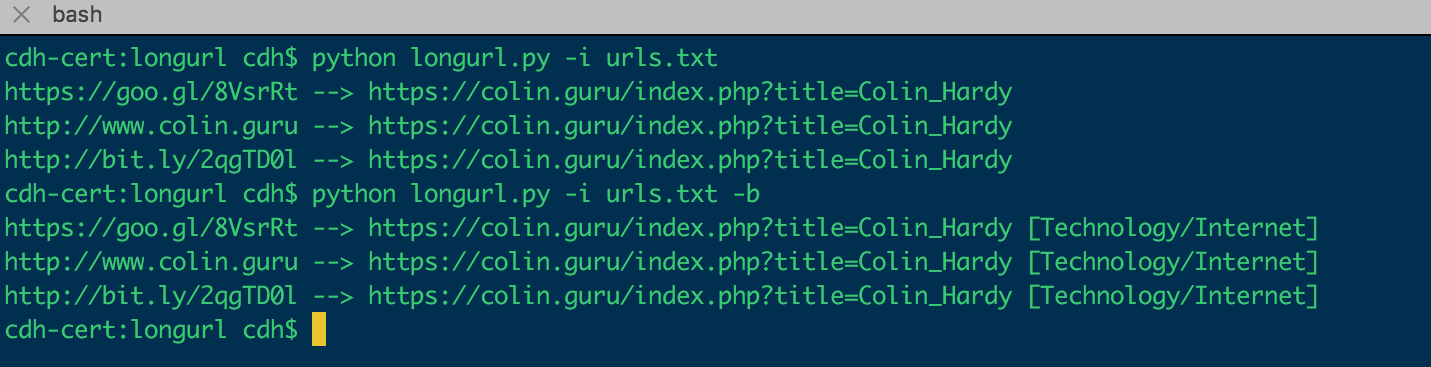 bash
cdh-cert:longurl cdh$ python longurl.py -i urls.txt
https://goo.gl/8VsrRt --> https://colin.guru/index.php?title=Colin_Hardy
http://www.colin.guru --> https://colin.guru/index.php?title=Colin_Hardy
http://bit.ly/2qgTD0l --> https://colin.guru/index.php?title=Colin_Hardy
cdh-cert:longurl cdh$ python longurl.py -i urls.txt -b
https://goo.gl/8VsrRt --> https://colin.guru/index.php?title=Colin_Hardy [Technology/Internet]
http://www.colin.guru --> https://colin.guru/index.php?title=Colin_Hardy [Technology/Internet]
http://bit.ly/2qgTD0l --> https://colin.guru/index.php?title=Colin_Hardy [Technology/Internet]
cdh-cert:longurl cdh$